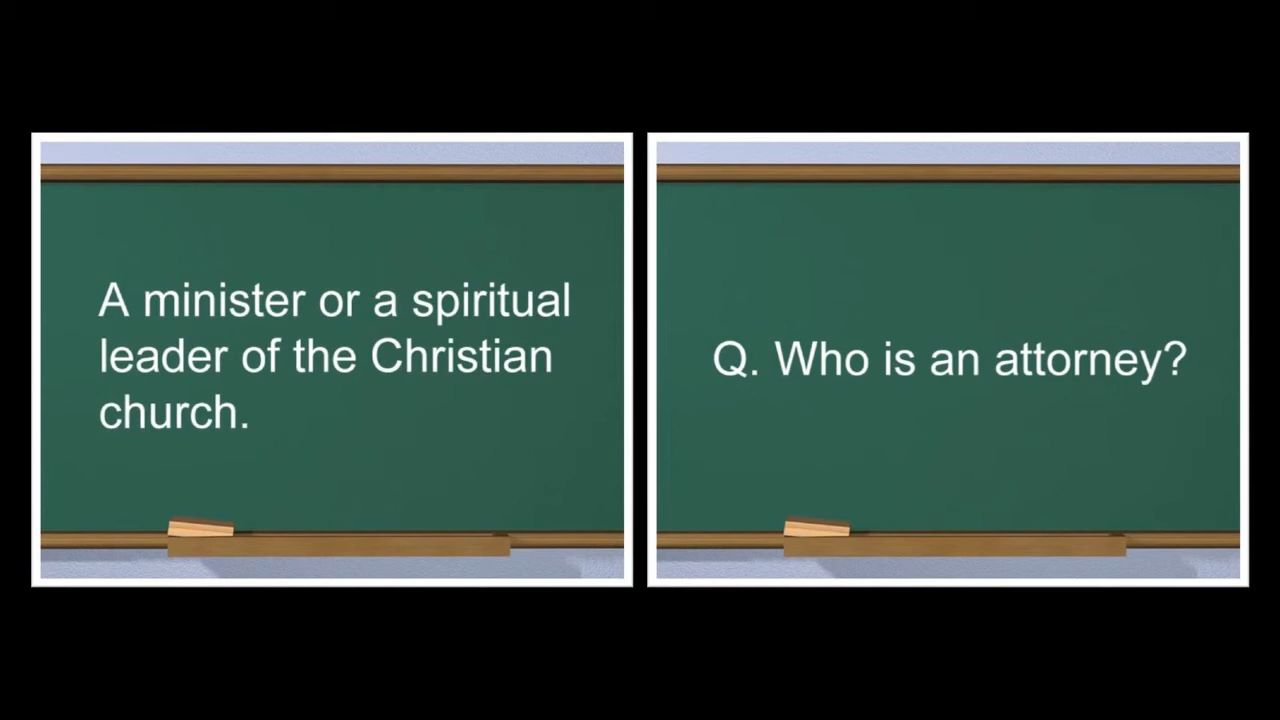 A minister or a spiritual
leader of the Christian
church.
Q. Who is an attorney?